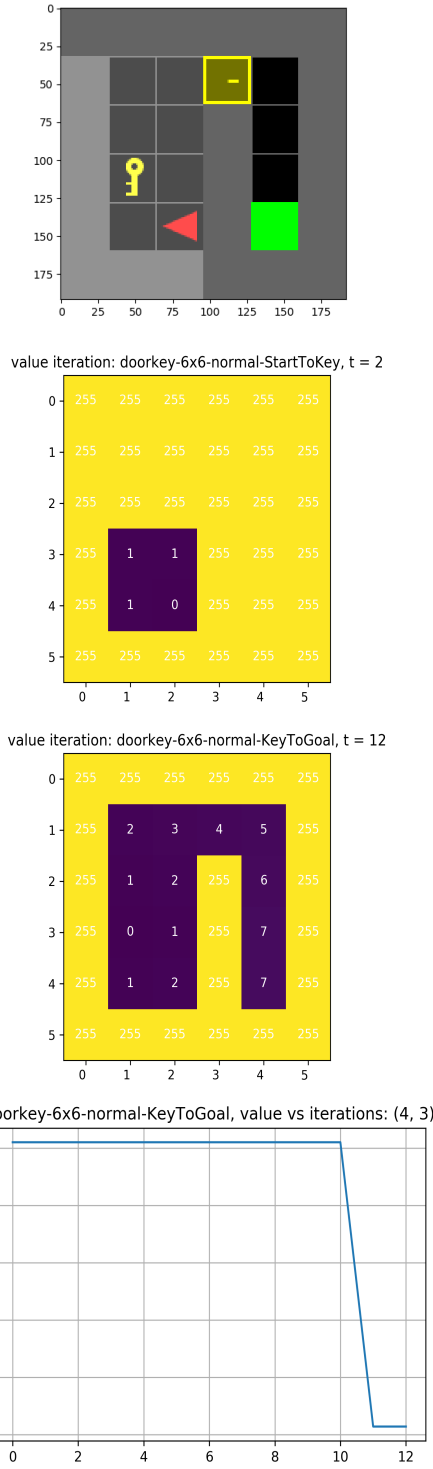 0
25
50
75
100
125
150
175
0 25 50 75 100 125 150 175
value iteration: doorkey-6x6-normal-StartToKey, t = 2
0 255 255 255 255 255 255
1 255 255 255 255 255 255
2 255 255 255 255 255 255
3 255 1 1 255 255 255
4 255 1 0 255 255 255
5 255 255 255 255 255 255
0 1 2 3 4 5
value iteration: doorkey-6x6-normal-KeyToGoal, t = 12
0 255 255 255 255 255 255
1 255 2 3 4 5 255
2 255 1 2 255 6 255
3 255 0 1 255 7 255
4 255 1 2 255 7 255
5 255 255 255 255 255 255
0 1 2 3 4 5
oorkey-6x6-normal-KeyToGoal, value vs iterations: (4, 3)
0 2 4 6 8 10 12